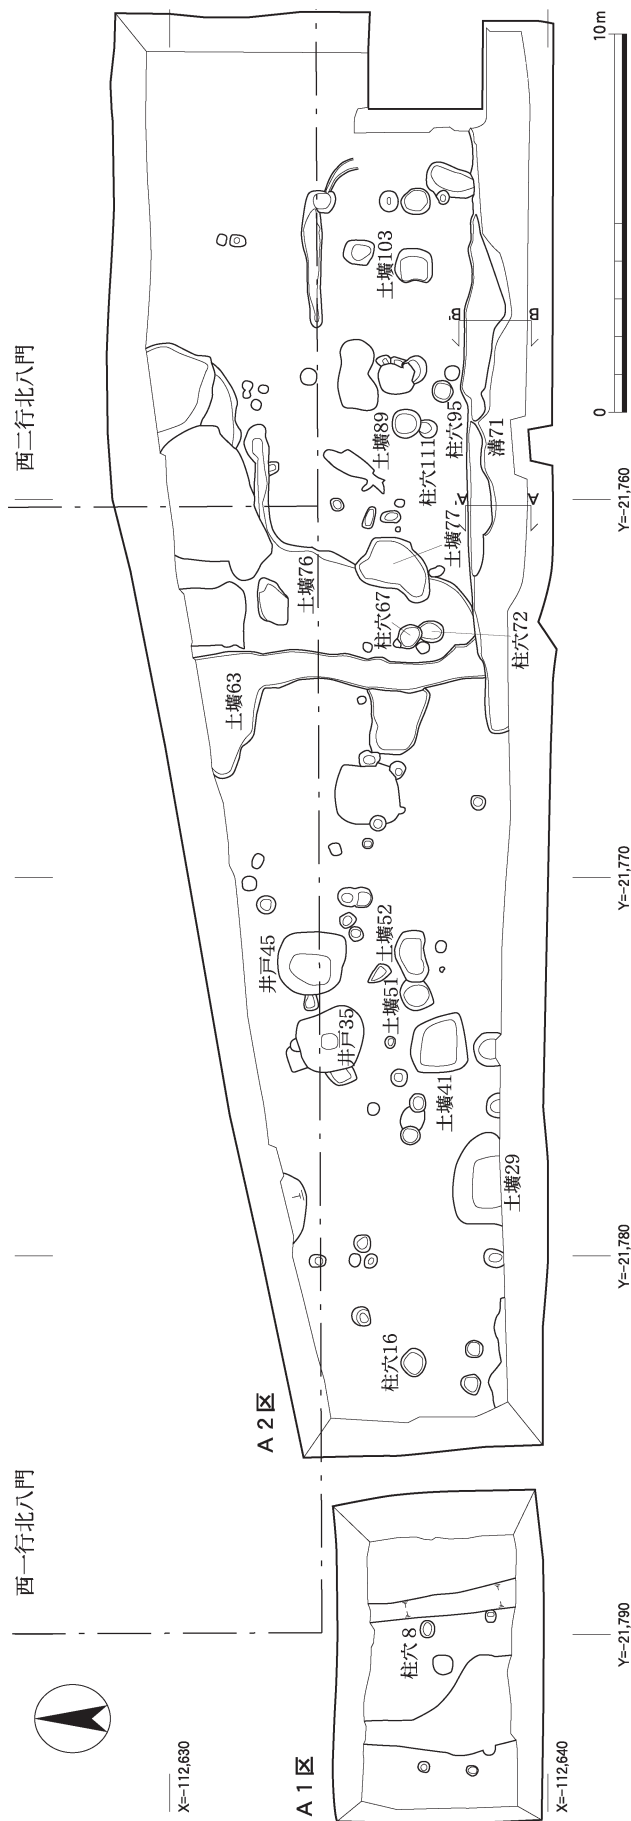 西一行北八門
西二行北八門
A1区
A2区
柱穴8
柱穴16
土壙29
土壙41
井戸35
土壙51
井戸45
土壙52
土壙63
柱穴67
柱穴72
土壙76
土壙77
土壙89
柱穴111
柱穴95
溝71
土壙103
A
A'
B
B'
X=-112,630
X=-112,640
Y=-21,790
Y=-21,780
Y=-21,770
Y=-21,760
0
10m